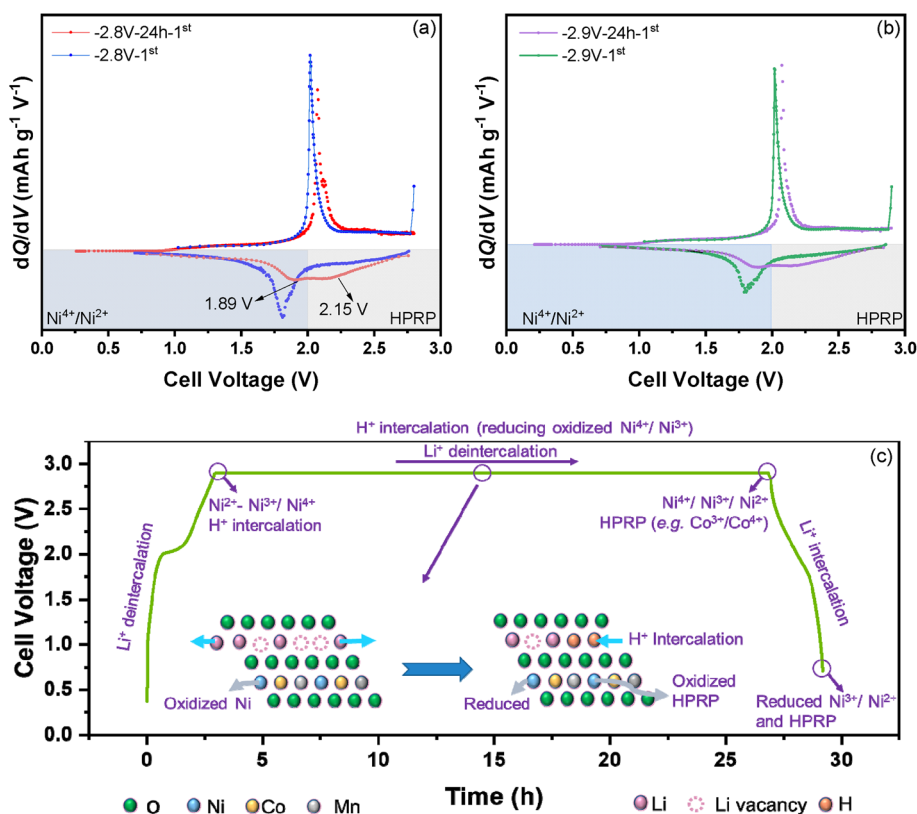 (a)
-2.8V-24h-1st
-2.8V-1st
dQ/dV (mAh g⁻¹ V⁻¹)
1.89 V
2.15 V
Ni⁴⁺/Ni²⁺
HPRP
0.0 0.5 1.0 1.5 2.0 2.5 3.0
Cell Voltage (V)
(b)
-2.9V-24h-1st
-2.9V-1st
dQ/dV (mAh g⁻¹ V⁻¹)
Ni⁴⁺/Ni²⁺
HPRP
0.0 0.5 1.0 1.5 2.0 2.5 3.0
Cell Voltage (V)
H⁺ intercalation (reducing oxidized Ni⁴⁺/ Ni³⁺)
(c)
Li⁺ deintercalation
3.0
2.5
2.0
1.5
1.0
0.5
0.0
Cell Voltage (V)
Li⁺ deintercalation
Ni²⁺- Ni³⁺/ Ni⁴⁺
H⁺ intercalation
Ni⁴⁺/ Ni³⁺/ Ni²⁺
HPRP (e.g. Co³⁺/Co⁴⁺)
Li⁺ intercalation
H⁺ Intercalation
Oxidized Ni
Reduced
Oxidized
HPRP
Reduced Ni³⁺/ Ni²⁺
and HPRP
0 5 10 15 20 25 30
Time (h)
O Ni Co Mn
Li Li vacancy H